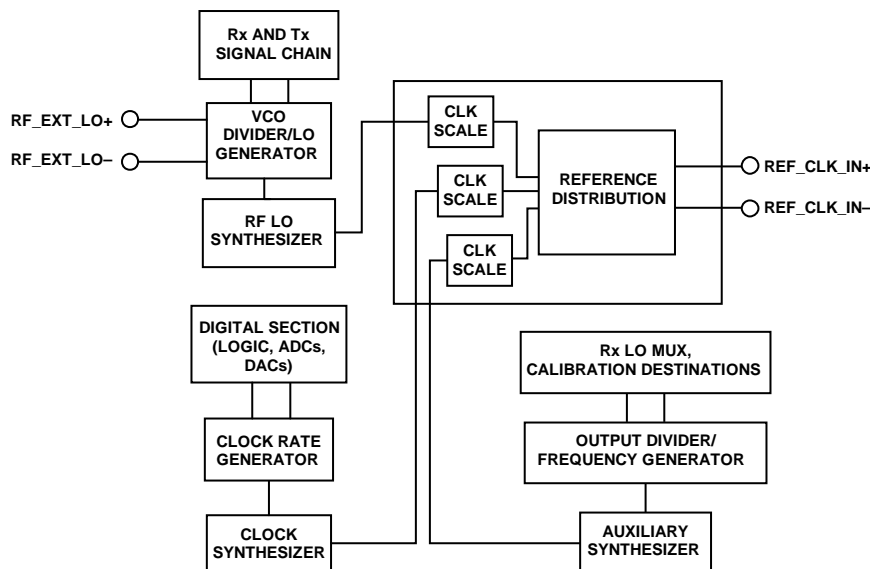 Rx AND Tx
SIGNAL CHAIN
RF_EXT_LO+
RF_EXT_LO–
VCO
DIVIDER/LO
GENERATOR
RF LO
SYNTHESIZER
CLK
SCALE
CLK
SCALE
CLK
SCALE
REFERENCE
DISTRIBUTION
REF_CLK_IN+
REF_CLK_IN–
DIGITAL SECTION
(LOGIC, ADCs,
DACs)
CLOCK RATE
GENERATOR
CLOCK
SYNTHESIZER
Rx LO MUX,
CALIBRATION DESTINATIONS
OUTPUT DIVIDER/
FREQUENCY GENERATOR
AUXILIARY
SYNTHESIZER